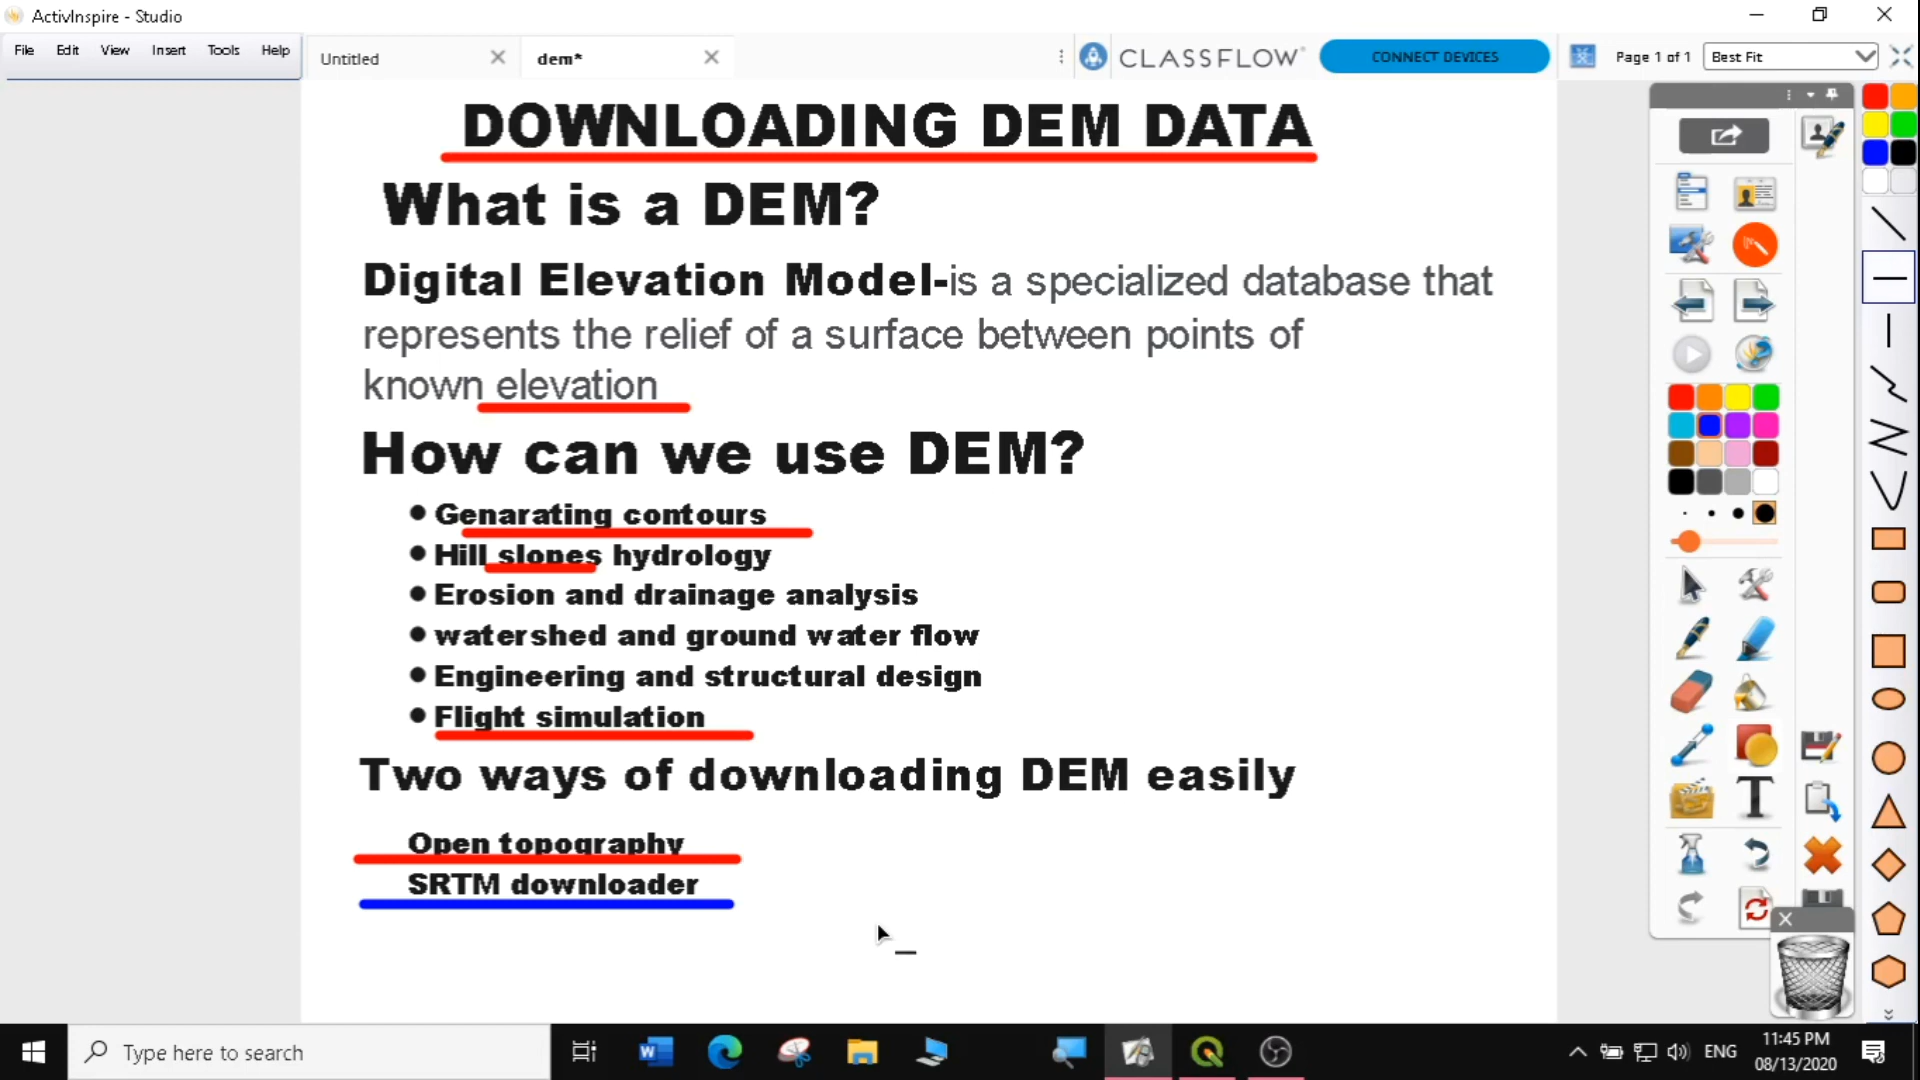 ActivInspire - Studio
File Edit View Insert Tools Help
Untitled
dem*
CLASSFLOW
CONNECT DEVICES
Page 1 of 1
Best Fit
DOWNLOADING DEM DATA
What is a DEM?
Digital Elevation Model-is a specialized database that
represents the relief of a surface between points of
known elevation
How can we use DEM?
• Genarating contours
• Hill slopes hydrology
• Erosion and drainage analysis
• watershed and ground water flow
• Engineering and structural design
• Flight simulation
Two ways of downloading DEM easily
Open topography
SRTM downloader
Type here to search
ENG
11:45 PM
08/13/2020